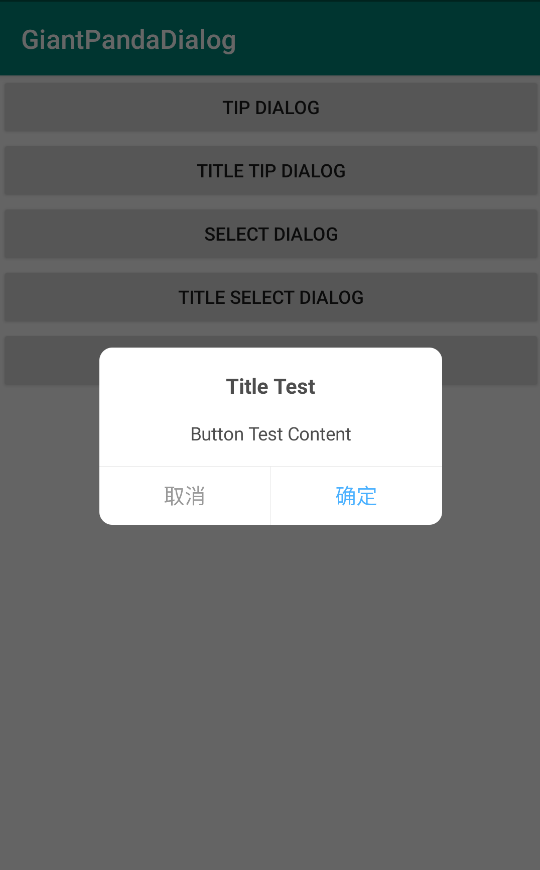 GiantPandaDialog
TIP DIALOG
TITLE TIP DIALOG
SELECT DIALOG
TITLE SELECT DIALOG
Title Test
Button Test Content
取消
确定